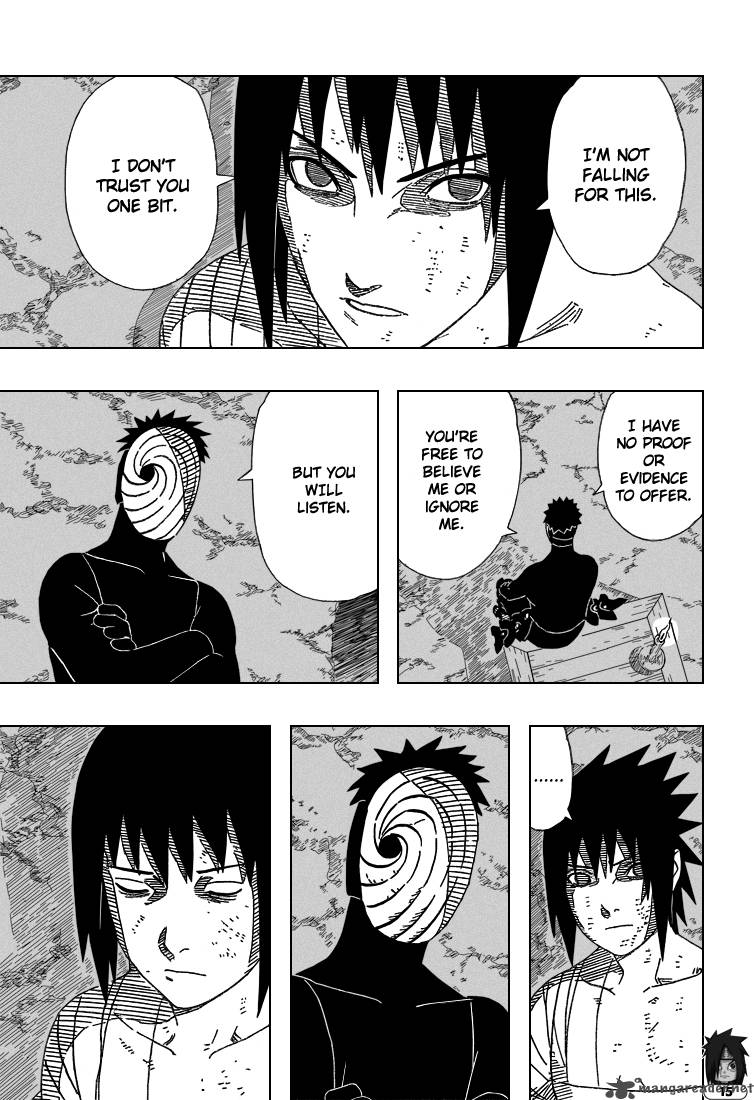 I'M NOT
FALLING
FOR THIS.
I DON'T
TRUST YOU
ONE BIT.
I HAVE
NO PROOF
OR
EVIDENCE
TO OFFER.
YOU'RE
FREE TO
BELIEVE
ME OR
IGNORE
ME.
BUT YOU
WILL
LISTEN.
.......
mangareader.net
15